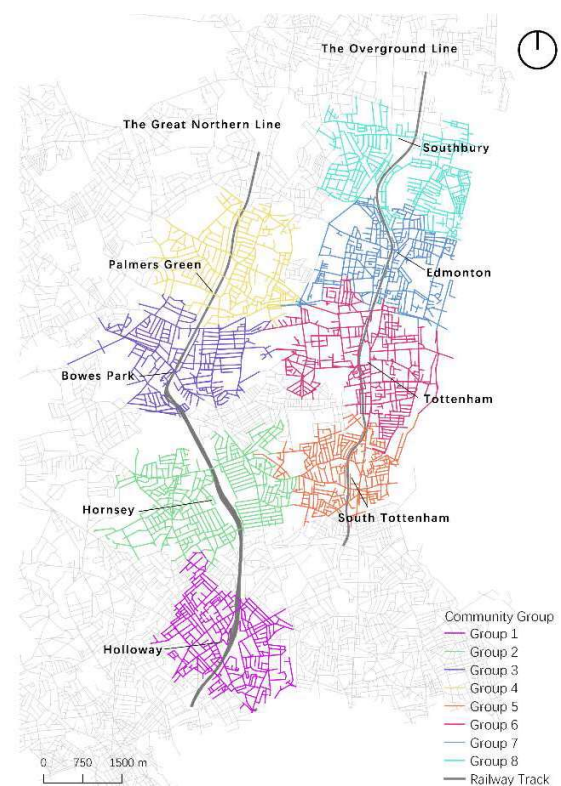 The Overground Line
The Great Northern Line
Southbury
Palmers Green
Edmonton
Bowes Park
Tottenham
Hornsey
South Tottenham
Holloway
Community Group
Group 1
Group 2
Group 3
Group 4
Group 5
Group 6
Group 7
Group 8
Railway Track
0 750 1500 m